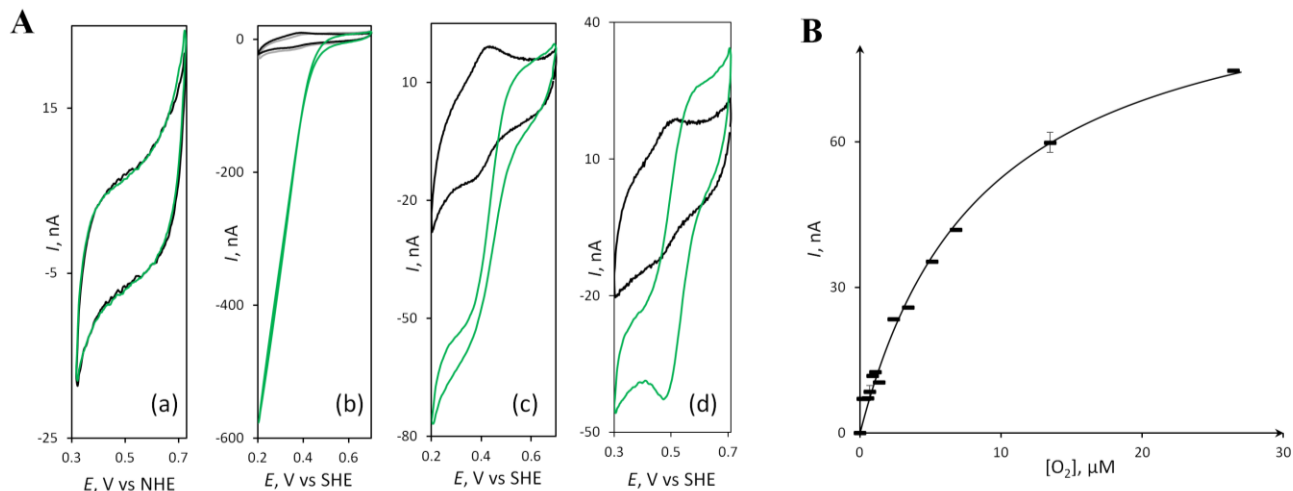 A
B
I, nA
15
-5
-25
0.3
0.5
0.7
(a)
E, V vs NHE
I, nA
0
-200
-400
-600
0.2
0.4
0.6
(b)
E, V vs SHE
I, nA
10
-20
-50
-80
0.2
0.4
0.6
(c)
E, V vs SHE
I, nA
40
10
-20
-50
0.3
0.5
0.7
(d)
E, V vs SHE
I, nA
60
30
0
0
10
20
30
[O₂], µM